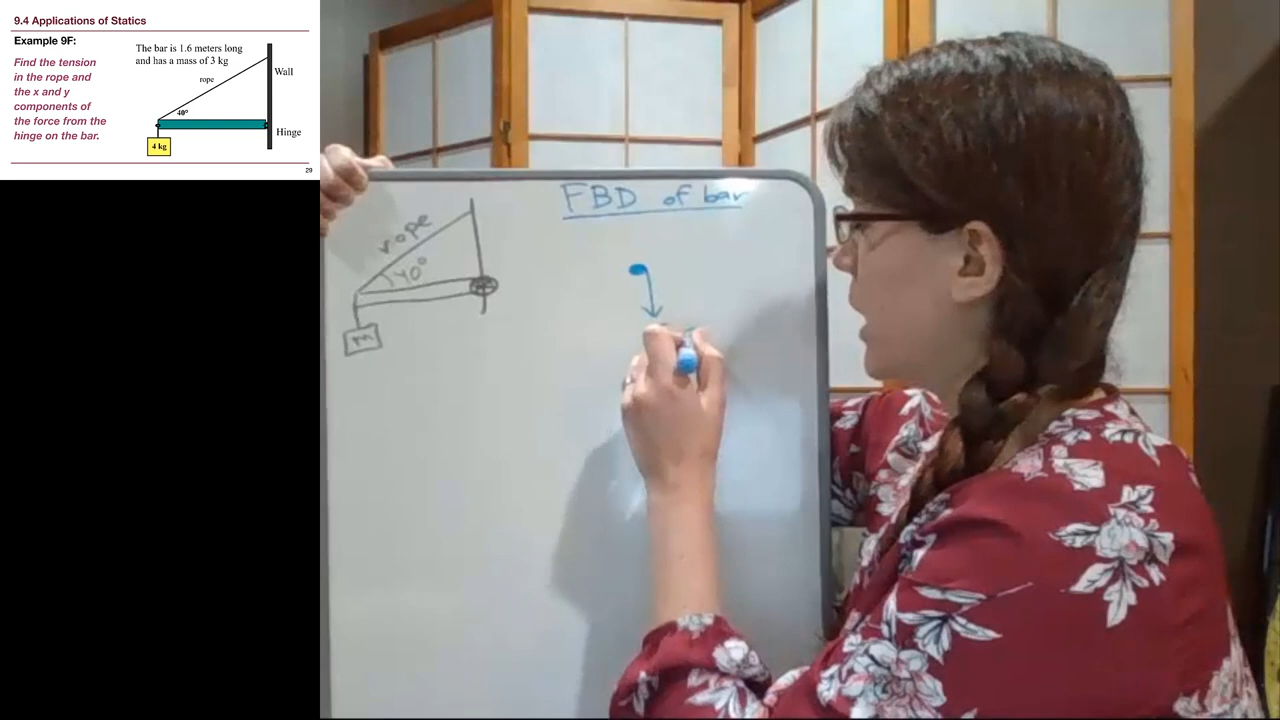 9.4 Applications of Statics
Example 9F:
Find the tension
in the rope and
the x and y
components of
the force from the
hinge on the bar.
The bar is 1.6 meters long
and has a mass of 3 kg
rope
Wall
40°
Hinge
4 kg
29
FBD of bar
rope
40°
m